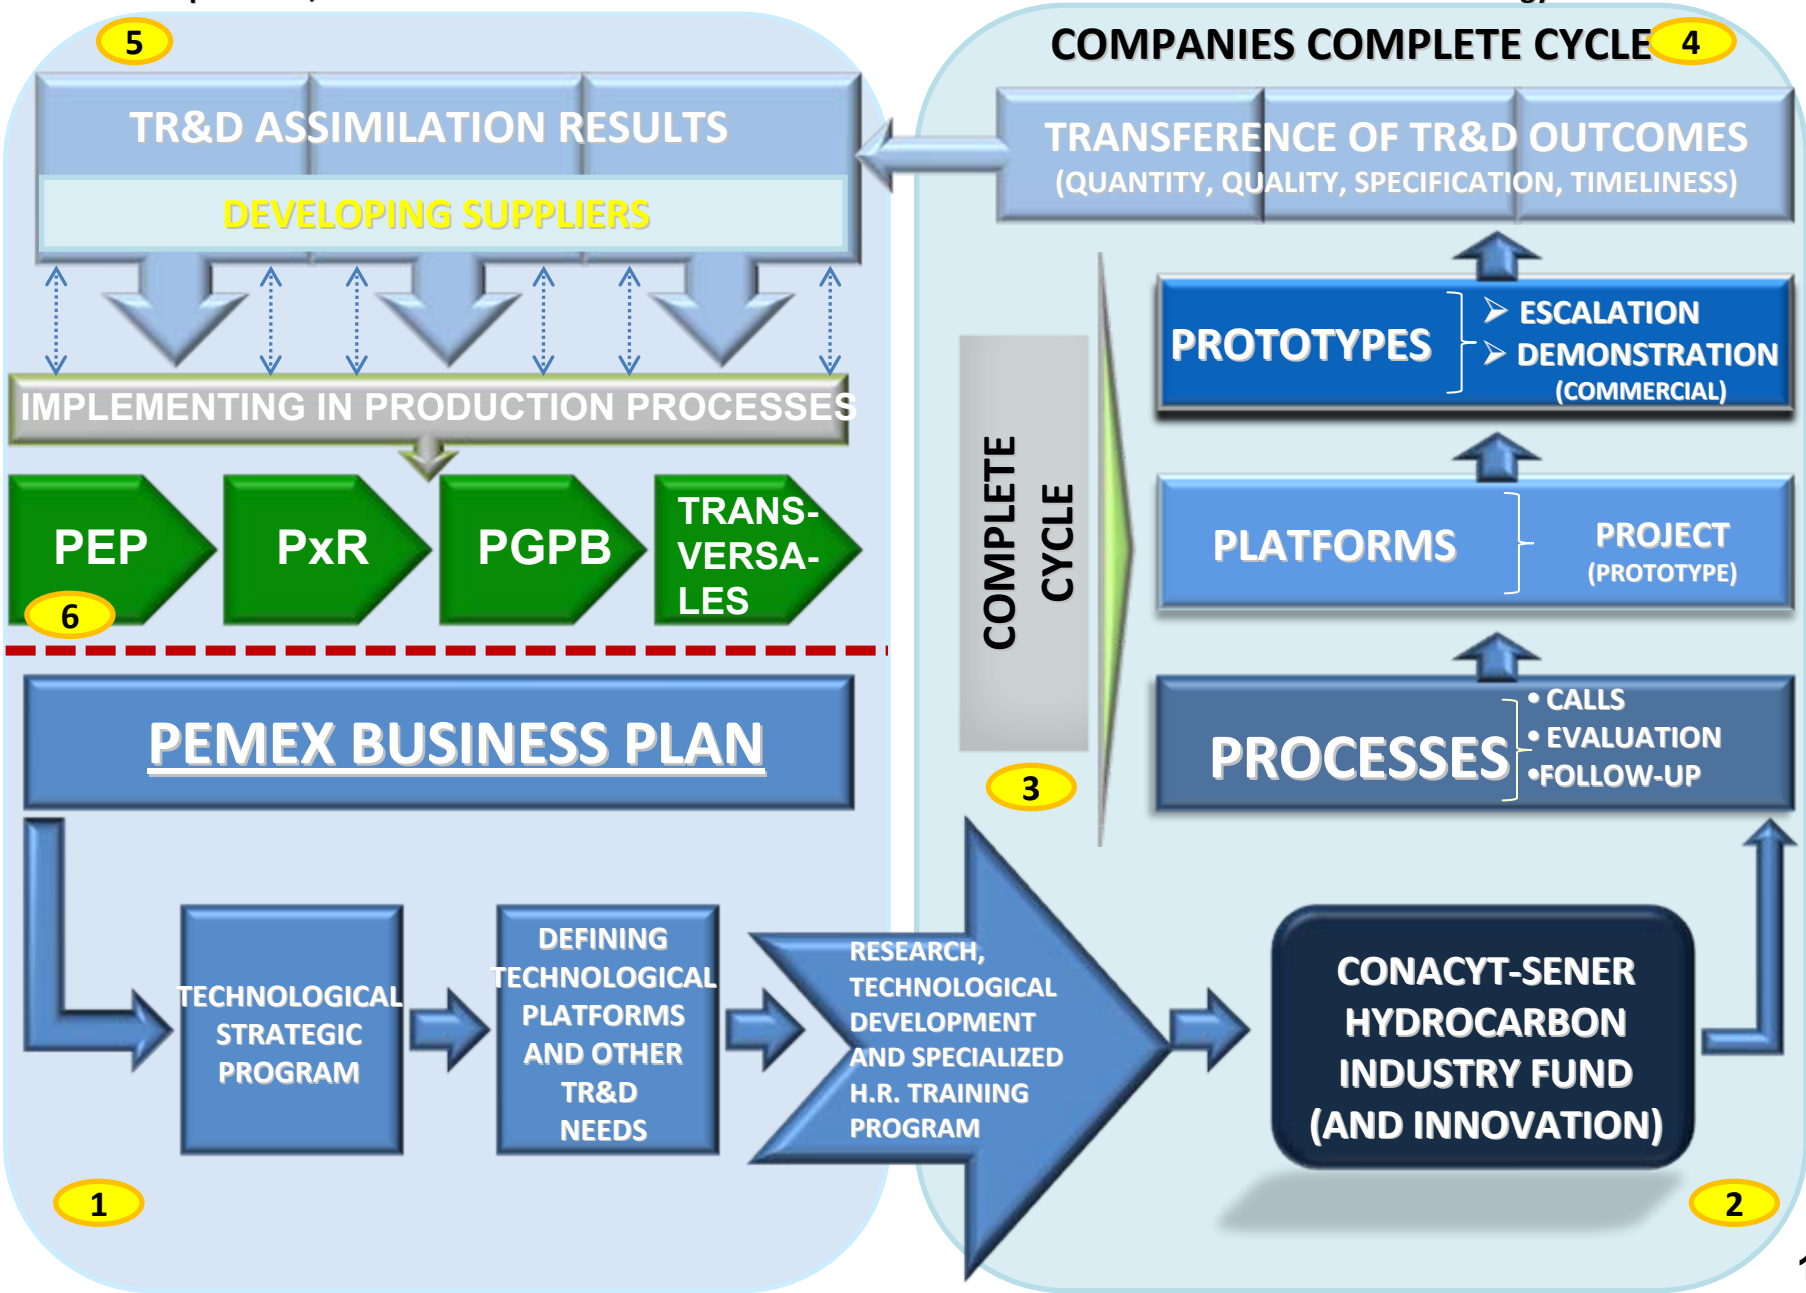 5
COMPANIES COMPLETE CYCLE
4
TR&D ASSIMILATION RESULTS
DEVELOPING SUPPLIERS
TRANSFERENCE OF TR&D OUTCOMES
(QUANTITY, QUALITY, SPECIFICATION, TIMELINESS)
PROTOTYPES
➢ ESCALATION
➢ DEMONSTRATION
(COMMERCIAL)
IMPLEMENTING IN PRODUCTION PROCESSES
PEP
PxR
PGPB
TRANS-
VERSA-
LES
6
COMPLETE
CYCLE
PLATFORMS
PROJECT
(PROTOTYPE)
PEMEX BUSINESS PLAN
3
PROCESSES
• CALLS
• EVALUATION
•FOLLOW-UP
TECHNOLOGICAL
STRATEGIC
PROGRAM
DEFINING
TECHNOLOGICAL
PLATFORMS
AND OTHER
TR&D
NEEDS
RESEARCH,
TECHNOLOGICAL
DEVELOPMENT
AND SPECIALIZED
H.R. TRAINING
PROGRAM
CONACYT-SENER
HYDROCARBON
INDUSTRY FUND
(AND INNOVATION)
1
2